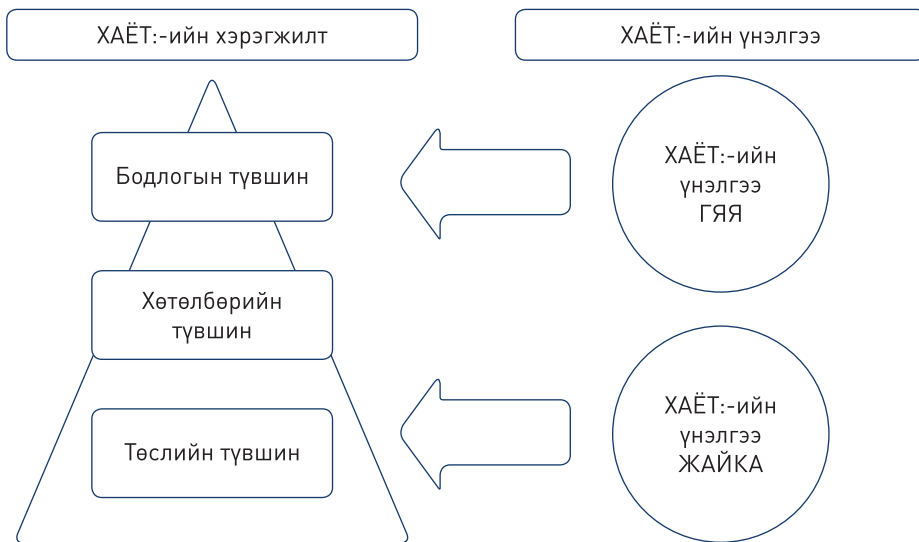 ХАЁТ:-ийн хэрэгжилт
ХАЁТ:-ийн үнэлгээ
Бодлогын түвшин
ХАЁТ:-ийн
үнэлгээ
ГЯЯ
Хөтөлбөрийн
түвшин
Төслийн түвшин
ХАЁТ:-ийн
үнэлгээ
ЖАЙКА